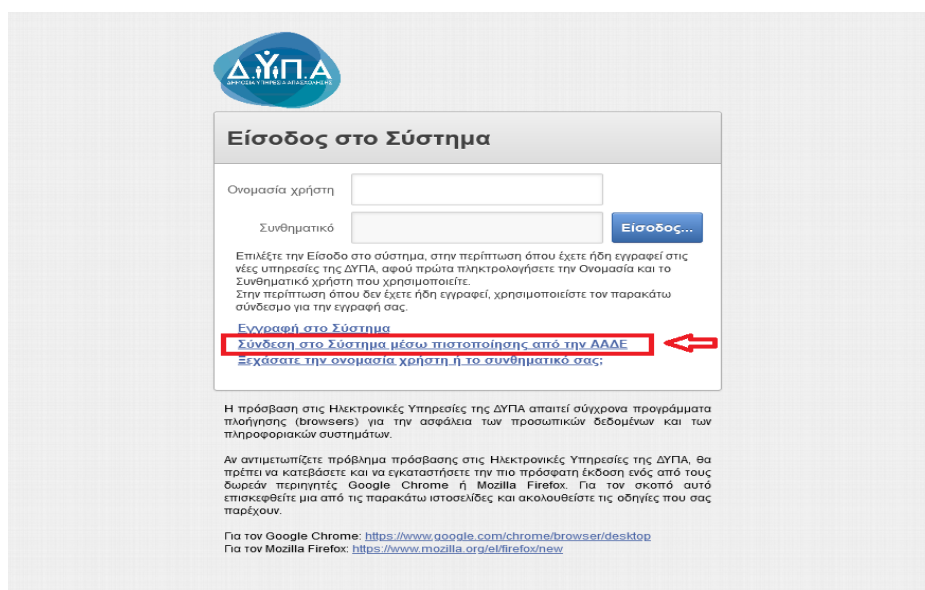 Δ.ΥΠ.Α
ΔΗΜΟΣΙΑ ΥΠΗΡΕΣΙΑ ΑΠΑΣΧΟΛΗΣΗΣ
Είσοδος στο Σύστημα
Ονομασία χρήστη
Συνθηματικό
Είσοδος...
Επιλέξτε την Είσοδο στο σύστημα, στην περίπτωση όπου έχετε ήδη εγγραφεί στις
νέες υπηρεσίες της ΔΥΠΑ, αφού πρώτα πληκτρολογήσετε την Ονομασία και το
Συνθηματικό χρήστη που χρησιμοποιείτε.
Στην περίπτωση όπου δεν έχετε ήδη εγγραφεί, χρησιμοποιείστε τον παρακάτω
σύνδεσμο για την εγγραφή σας.
Εγγραφή στο Σύστημα
Σύνδεση στο Σύστημα μέσω πιστοποίησης από την ΑΑΔΕ
Ξεχάσατε την ονομασία χρήστη ή το συνθηματικό σας;
Η πρόσβαση στις Ηλεκτρονικές Υπηρεσίες της ΔΥΠΑ απαιτεί σύγχρονα προγράμματα
πλοήγησης (browsers) για την ασφάλεια των προσωπικών δεδομένων και των
πληροφοριακών συστημάτων.
Αν αντιμετωπίζετε πρόβλημα πρόσβασης στις Ηλεκτρονικές Υπηρεσίες της ΔΥΠΑ, θα
πρέπει να κατεβάσετε και να εγκαταστήσετε την πιο πρόσφατη έκδοση ενός από τους
δωρεάν περιηγητές Google Chrome ή Mozilla Firefox. Για τον σκοπό αυτό
επισκεφθείτε μια από τις παρακάτω ιστοσελίδες και ακολουθείστε τις οδηγίες που σας
παρέχουν.
Για τον Google Chrome: https://www.google.com/chrome/browser/desktop
Για τον Mozilla Firefox: https://www.mozilla.org/el/firefox/new